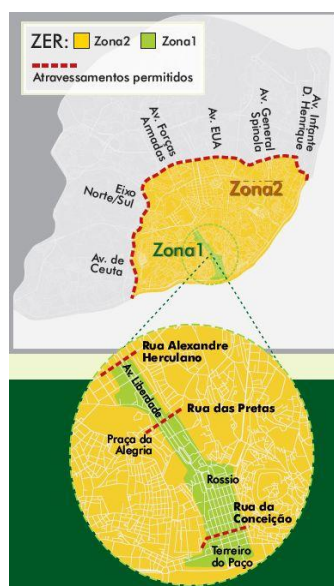 ZER: Zona2 Zona1
Atravessamentos permitidos
Av. Infante
D. Henrique
Av. General
Spinola
Av. EUA
Av. Forças
Armadas
Eixo
Norte/Sul
Zona2
Zona1
Av. de
Ceuta
Rua Alexandre
Herculano
Av. Liberdade
Rua das Pretas
Praça da
Alegria
Rossio
Rua da
Conceição
Terreiro
do Paço